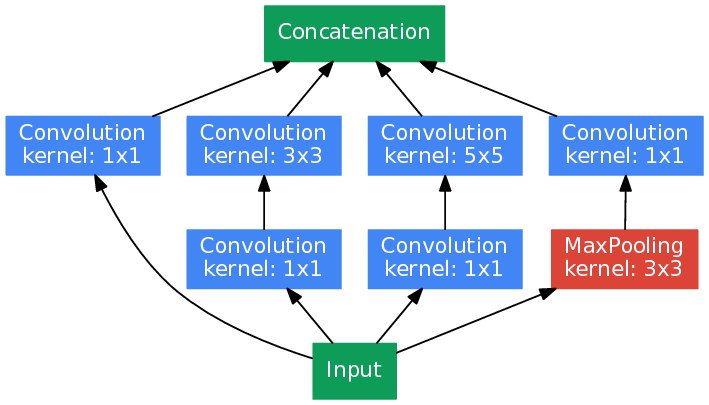 Concatenation
Convolution
kernel: 1x1
Convolution
kernel: 3x3
Convolution
kernel: 5x5
Convolution
kernel: 1x1
Convolution
kernel: 1x1
Convolution
kernel: 1x1
MaxPooling
kernel: 3x3
Input